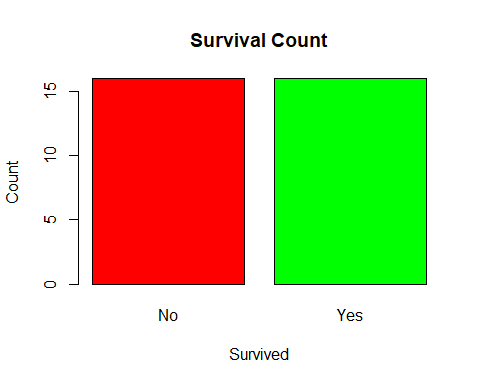 Survival Count
Count
15
10
5
0
No Yes
Survived